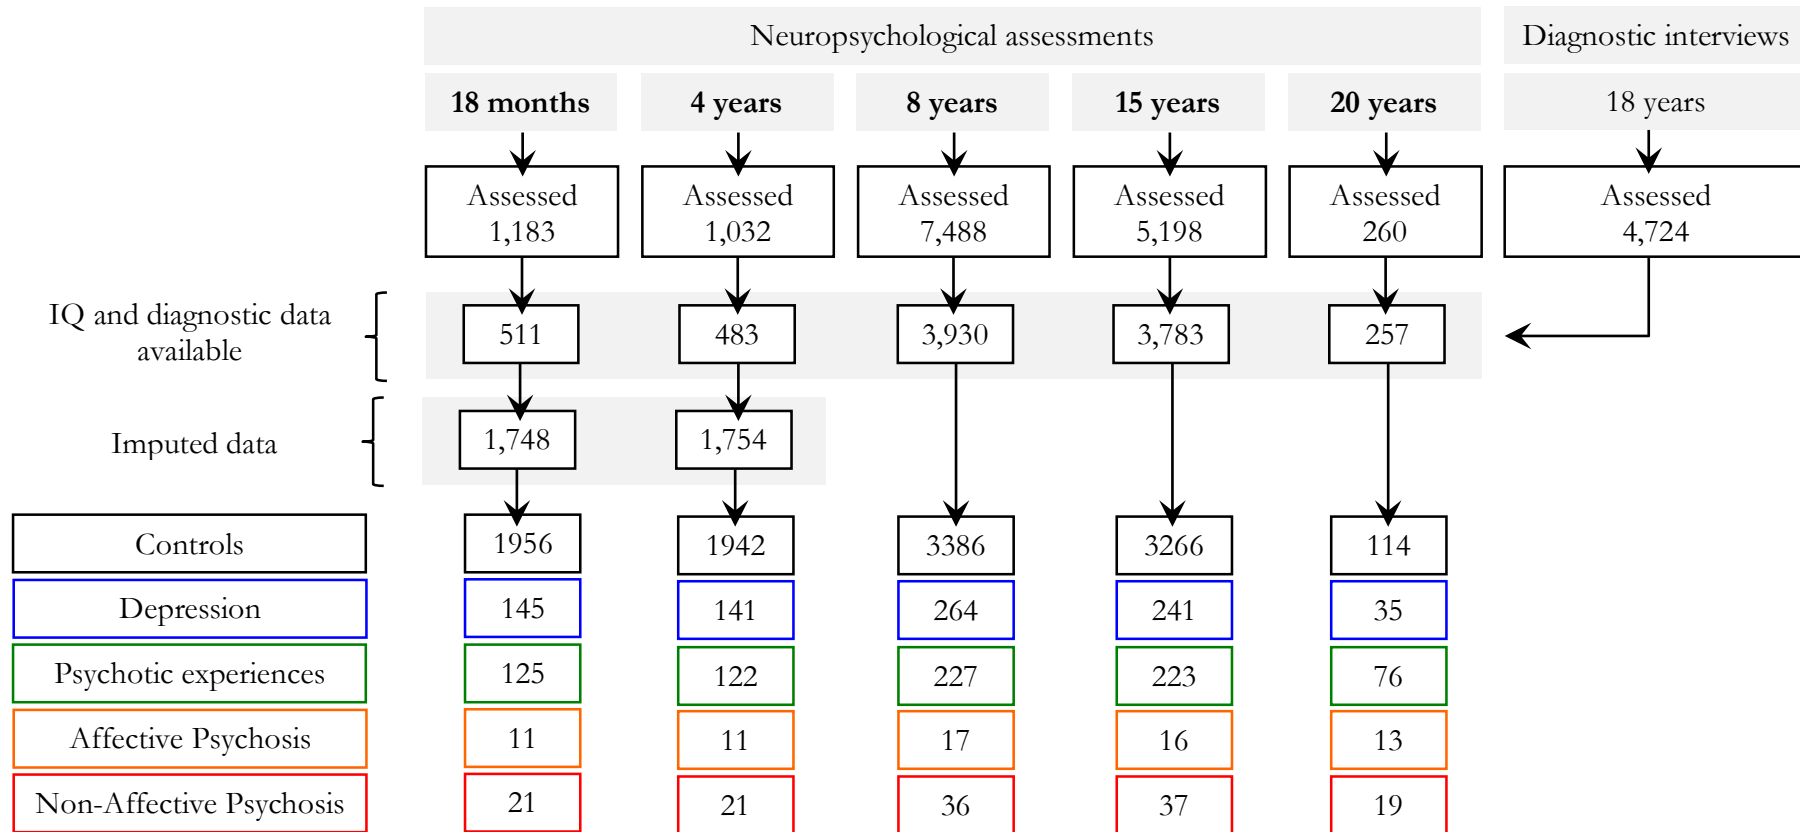 Neuropsychological assessments
Diagnostic interviews
18 months
4 years
8 years
15 years
20 years
18 years
Assessed
1,183
Assessed
1,032
Assessed
7,488
Assessed
5,198
Assessed
260
Assessed
4,724
IQ and diagnostic data
available
511
483
3,930
3,783
257
Imputed data
1,748
1,754
Controls
1956
1942
3386
3266
114
Depression
145
141
264
241
35
Psychotic experiences
125
122
227
223
76
Affective Psychosis
11
11
17
16
13
Non-Affective Psychosis
21
21
36
37
19